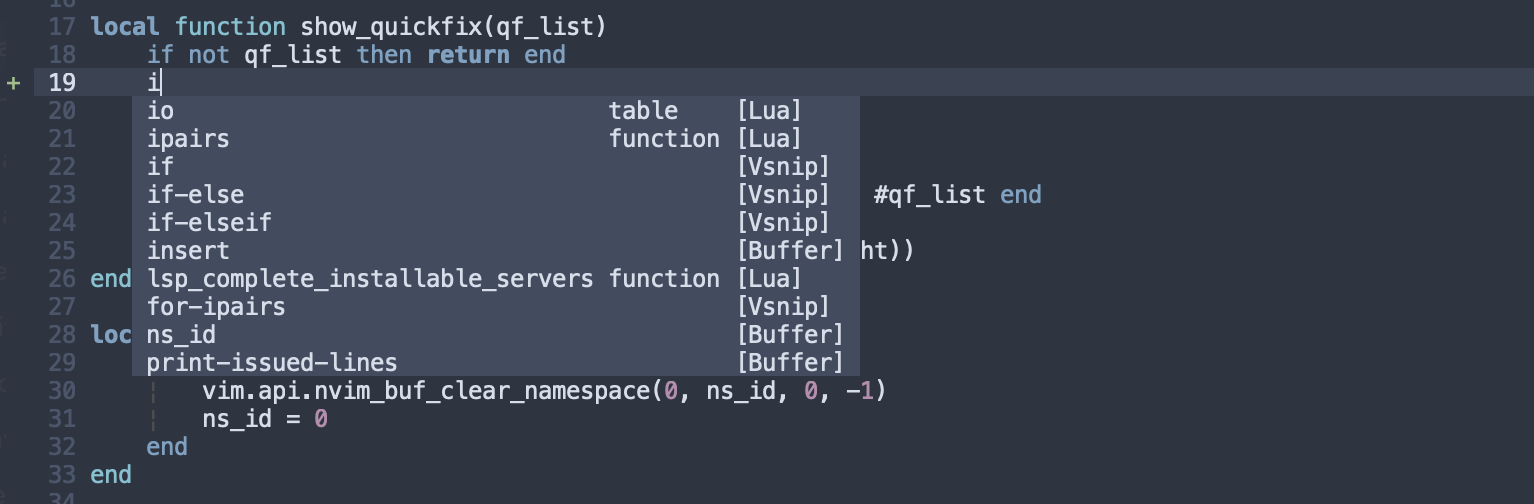 17 local function show_quickfix(qf_list)
18 if not qf_list then return end
+ 19 i
20 io table [Lua]
21 ipairs function [Lua]
22 if [Vsnip]
23 if-else [Vsnip] #qf_list end
24 if-elseif [Vsnip]
25 insert [Buffer] ht))
26 end lsp_complete_installable_servers function [Lua]
27 for-ipairs [Vsnip]
28 loc ns_id [Buffer]
29 print-issued-lines [Buffer]
30 vim.api.nvim_buf_clear_namespace(0, ns_id, 0, -1)
31 ns_id = 0
32 end
33 end
34